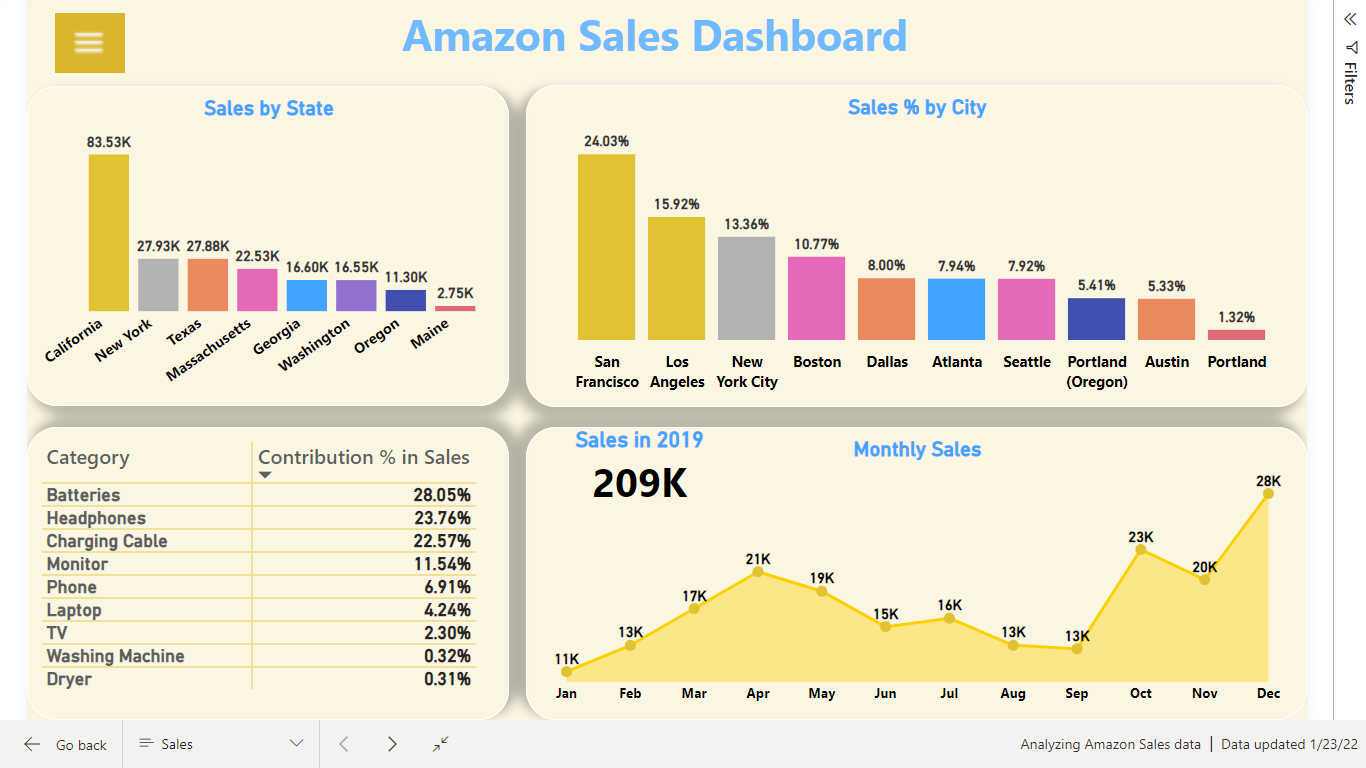 Amazon Sales Dashboard
Filters
Sales by State
83.53K
27.93K
27.88K
22.53K
16.60K
16.55K
11.30K
2.75K
California
New York
Texas
Massachusetts
Georgia
Washington
Oregon
Maine
Sales % by City
24.03%
15.92%
13.36%
10.77%
8.00%
7.94%
7.92%
5.41%
5.33%
1.32%
San
Francisco
Los
Angeles
New
York City
Boston
Dallas
Atlanta
Seattle
Portland
(Oregon)
Austin
Portland
Category Contribution % in Sales
Batteries 28.05%
Headphones 23.76%
Charging Cable 22.57%
Monitor 11.54%
Phone 6.91%
Laptop 4.24%
TV 2.30%
Washing Machine 0.32%
Dryer 0.31%
Sales in 2019
209K
Monthly Sales
11K
13K
17K
21K
19K
15K
16K
13K
13K
23K
20K
28K
Jan
Feb
Mar
Apr
May
Jun
Jul
Aug
Sep
Oct
Nov
Dec
Go back
Sales
Analyzing Amazon Sales data | Data updated 1/23/22